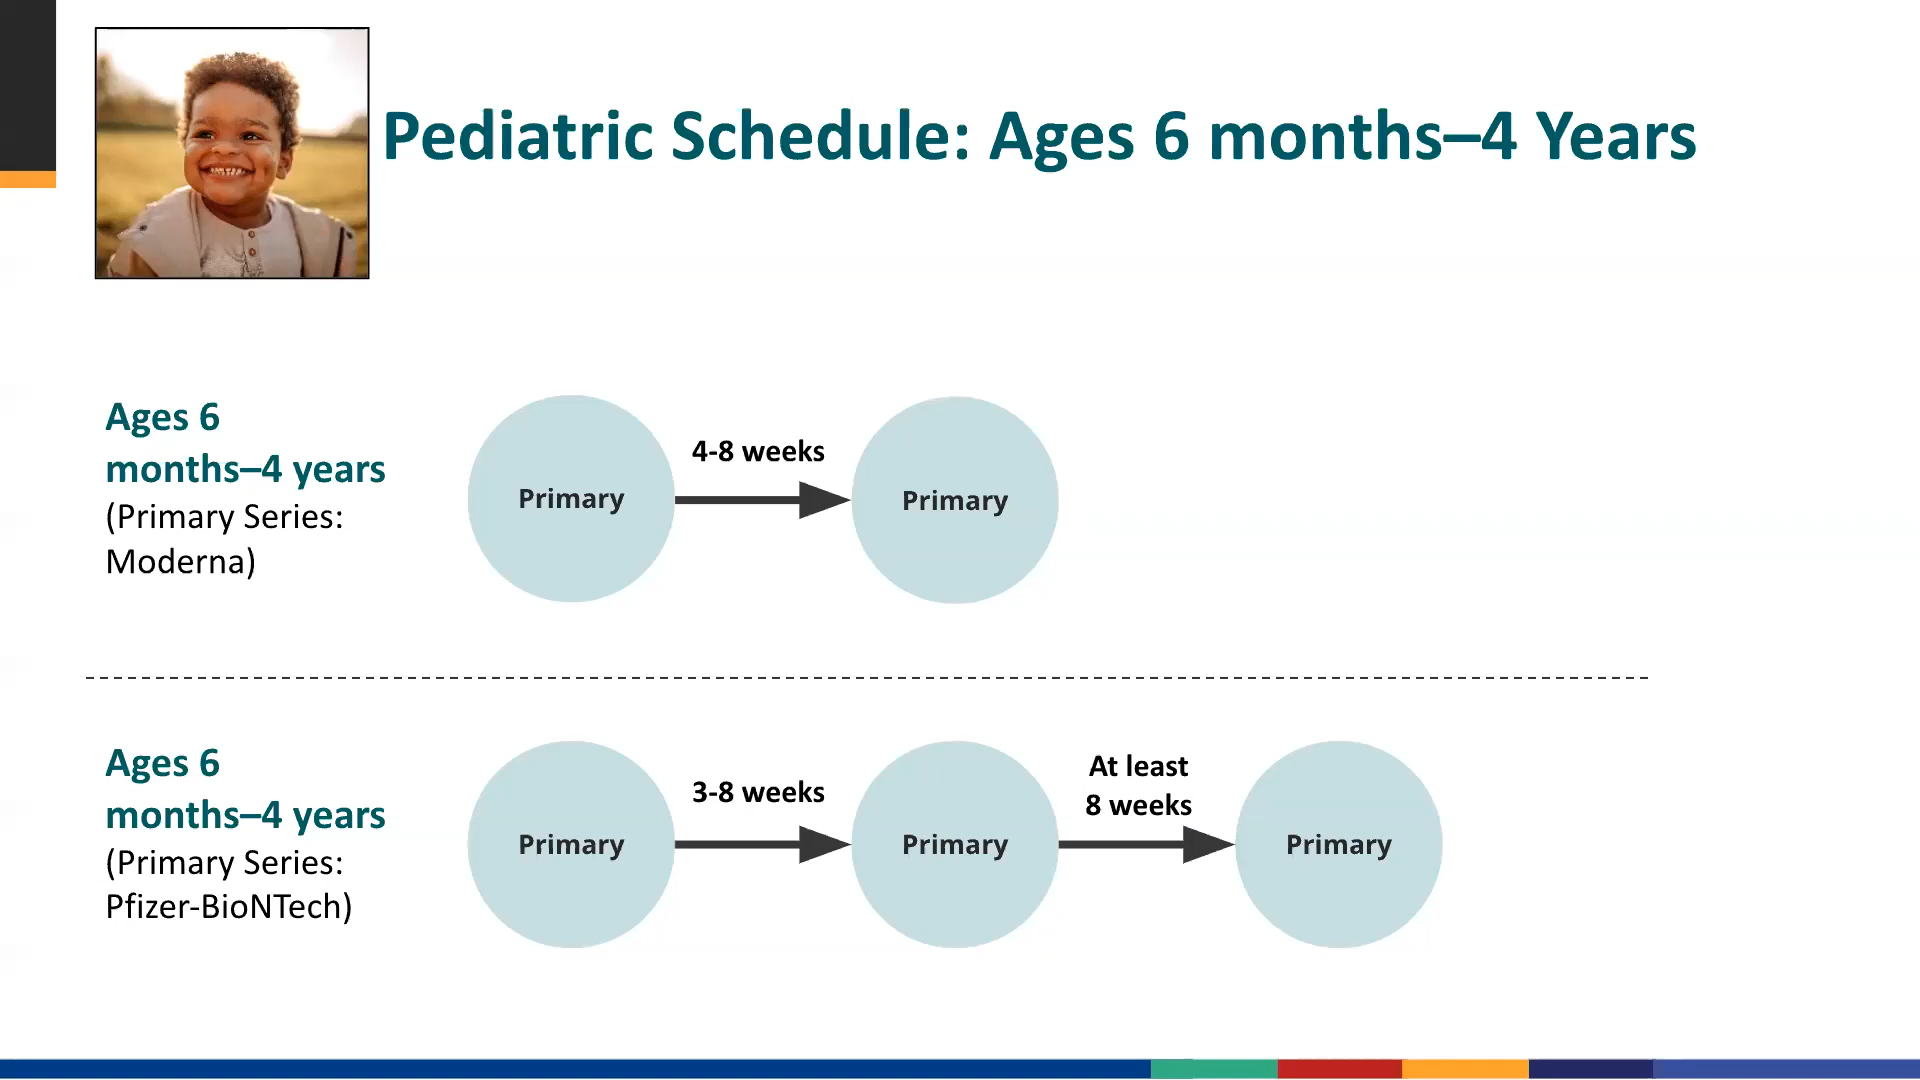 Pediatric Schedule: Ages 6 months–4 Years
Ages 6
months–4 years
(Primary Series:
Moderna)
Primary
4-8 weeks
Primary
Ages 6
months–4 years
(Primary Series:
Pfizer-BioNTech)
Primary
3-8 weeks
Primary
At least
8 weeks
Primary